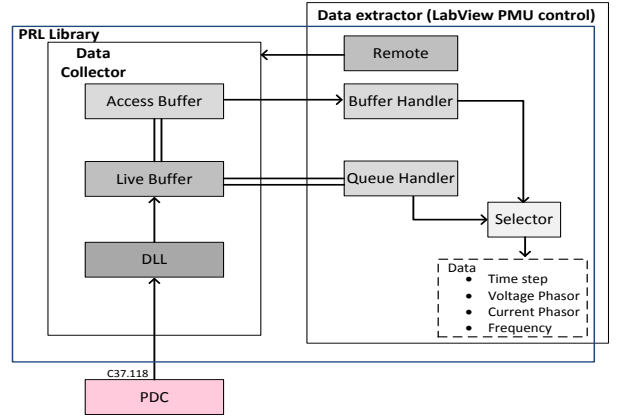 Data extractor (LabView PMU control)
PRL Library
Data
Collector
Remote
Access Buffer
Buffer Handler
Live Buffer
Queue Handler
Selector
DLL
Data
• Time step
• Voltage Phasor
• Current Phasor
• Frequency
C37.118
PDC